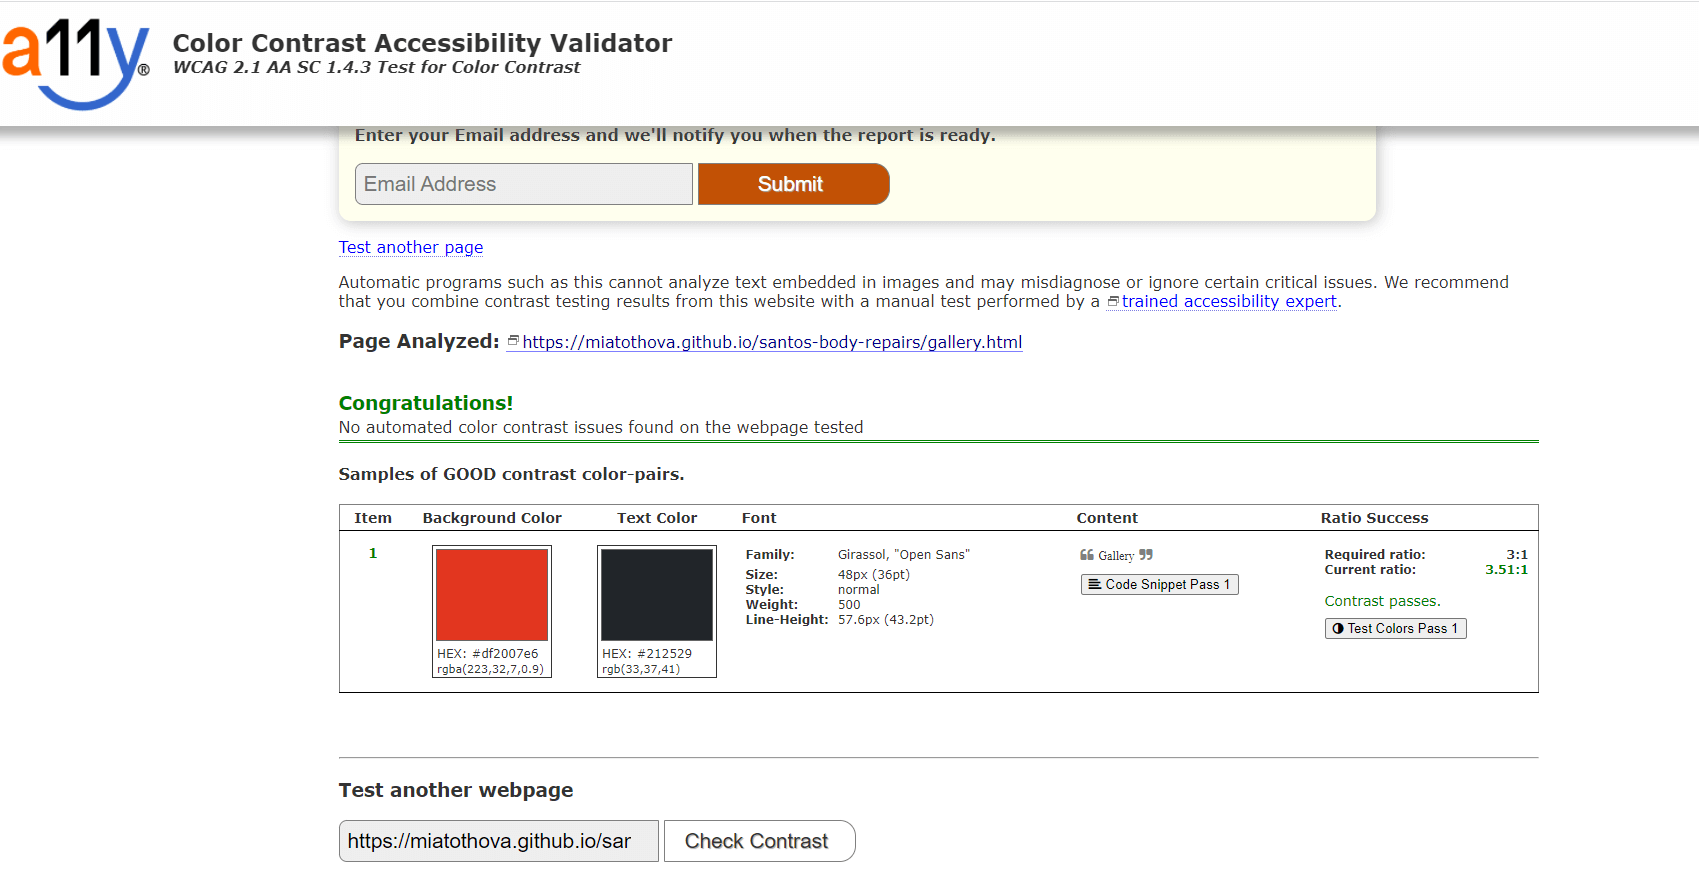 a11y®
Color Contrast Accessibility Validator
WCAG 2.1 AA SC 1.4.3 Test for Color Contrast
Enter your Email address and we'll notify you when the report is ready.
Email Address
Submit
Test another page
Automatic programs such as this cannot analyze text embedded in images and may misdiagnose or ignore certain critical issues. We recommend
that you combine contrast testing results from this website with a manual test performed by a trained accessibility expert.
Page Analyzed: https://miatothova.github.io/santos-body-repairs/gallery.html
Congratulations!
No automated color contrast issues found on the webpage tested
Samples of GOOD contrast color-pairs.
Item Background Color Text Color Font Content Ratio Success
1
HEX: #df2007e6
rgba(223,32,7,0.9)
HEX: #212529
rgb(33,37,41)
Family: Girassol, "Open Sans"
Size: 48px (36pt)
Style: normal
Weight: 500
Line-Height: 57.6px (43.2pt)
❝ Gallery ❞
Code Snippet Pass 1
Required ratio: 3:1
Current ratio: 3.51:1
Contrast passes.
Test Colors Pass 1
Test another webpage
https://miatothova.github.io/sar
Check Contrast